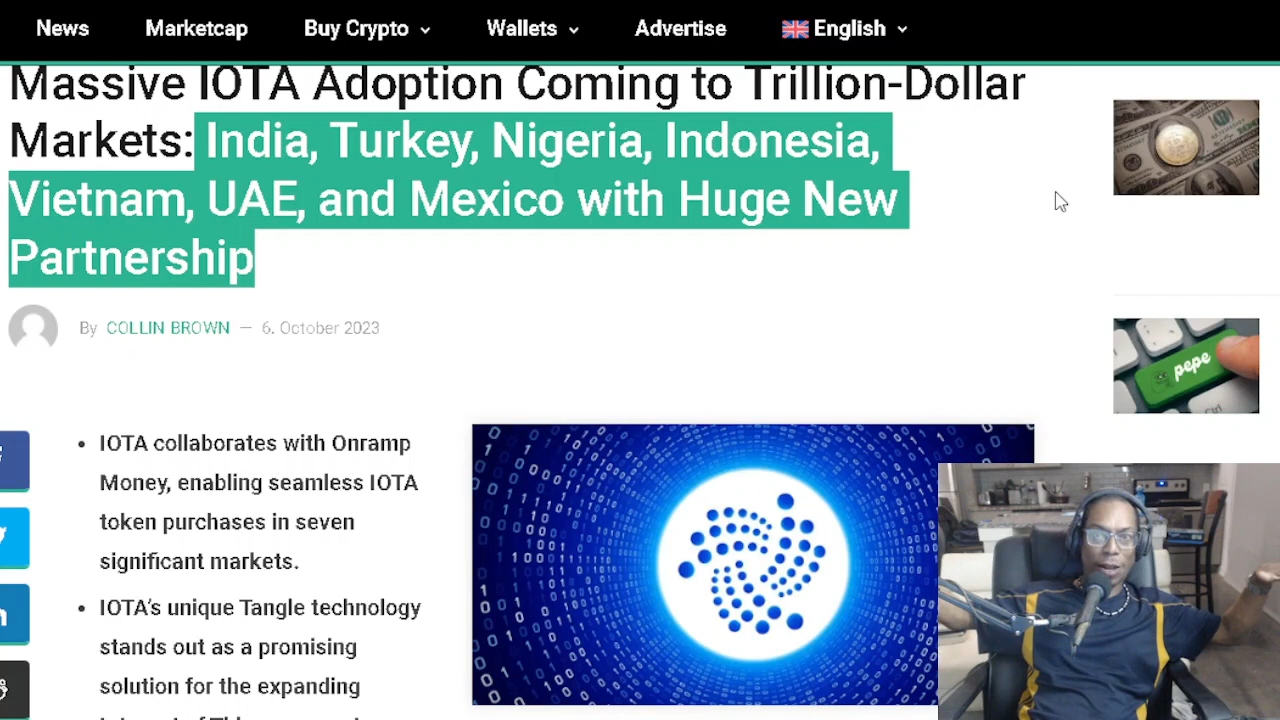 News Marketcap Buy Crypto Wallets Advertise English
Massive IOTA Adoption Coming to Trillion-Dollar
Markets: India, Turkey, Nigeria, Indonesia,
Vietnam, UAE, and Mexico with Huge New
Partnership
By COLLIN BROWN — 6. October 2023
• IOTA collaborates with Onramp
Money, enabling seamless IOTA
token purchases in seven
significant markets.
• IOTA's unique Tangle technology
stands out as a promising
solution for the expanding
pepe
Ctrl